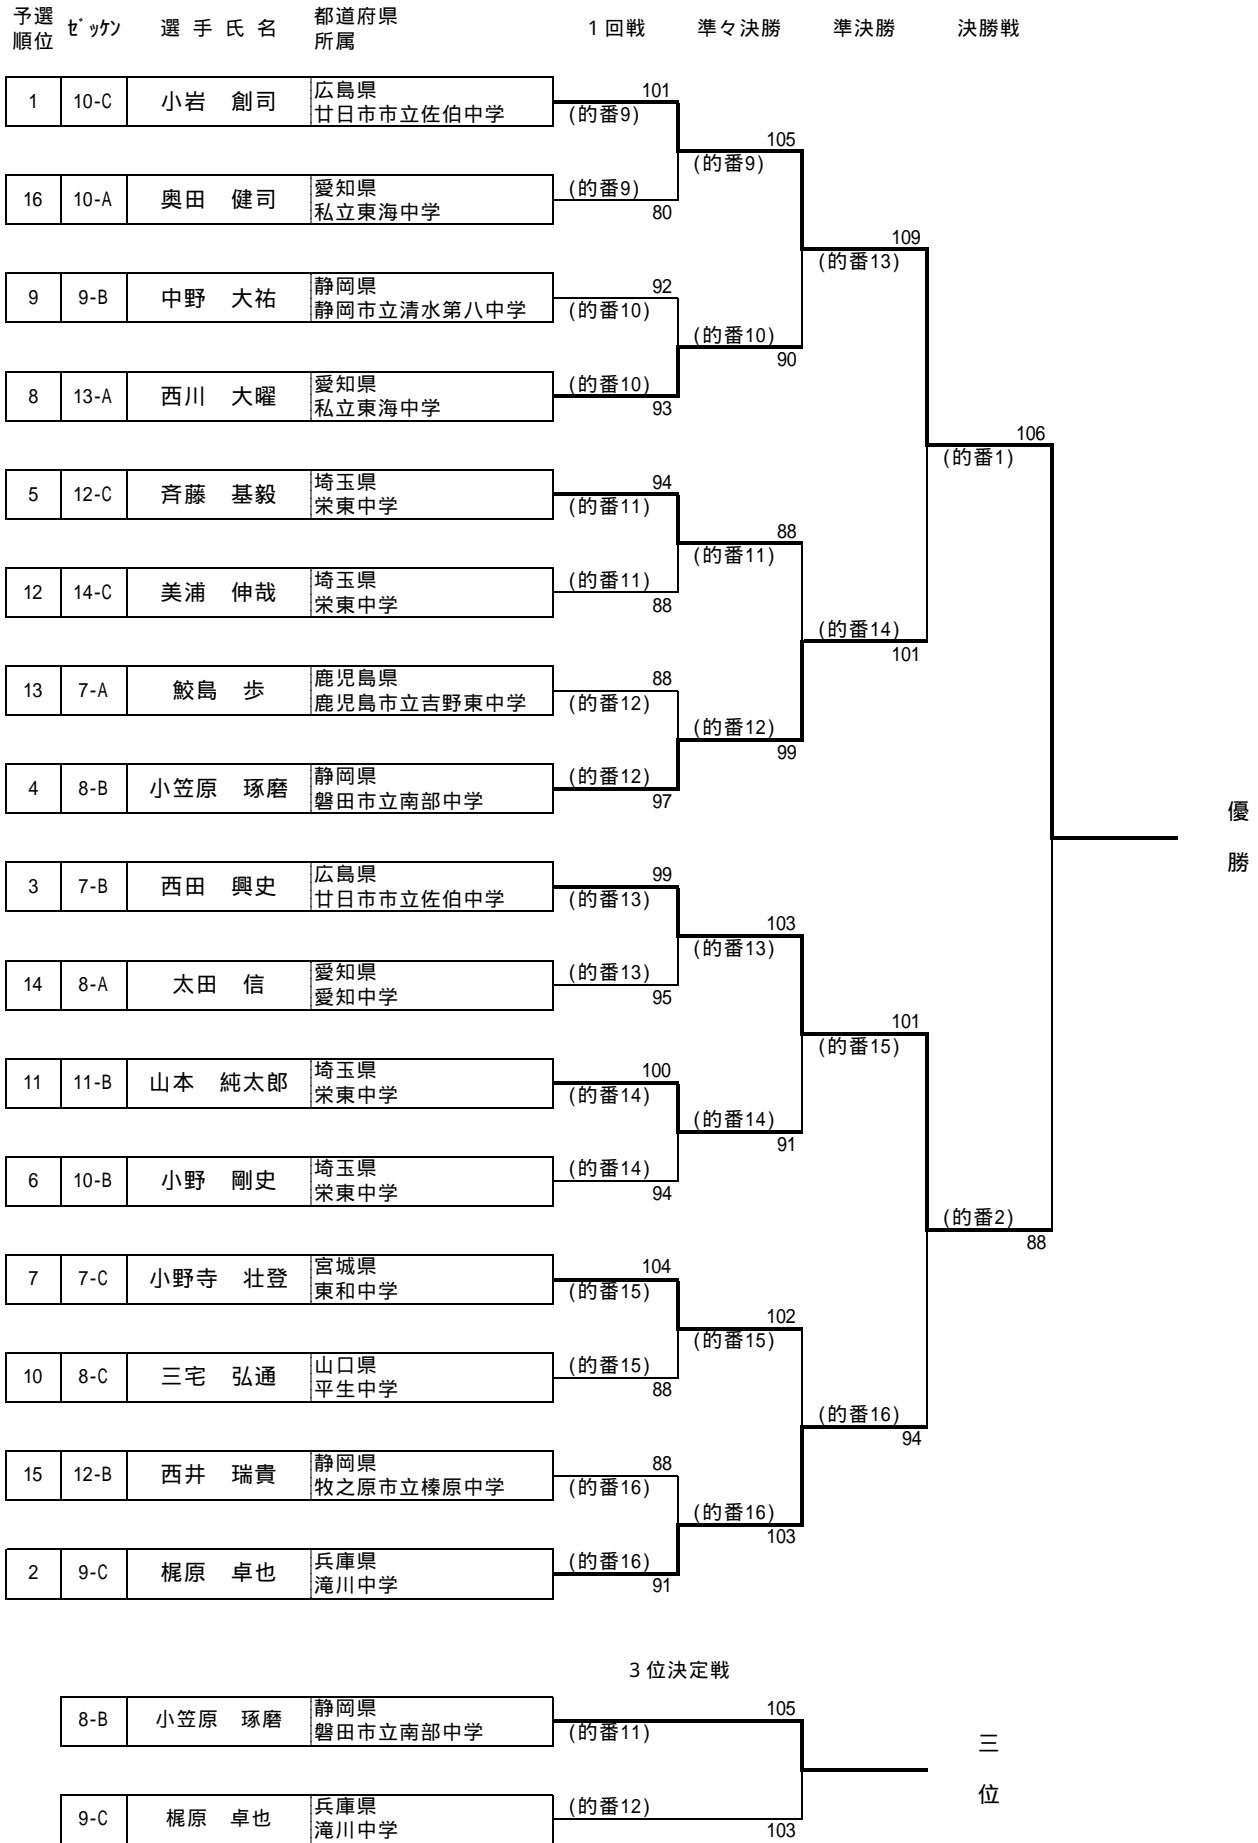 予選順位 ｾﾞｯｹﾝ 選 手 氏 名 都道府県所属 1 回戦 準々決勝 準決勝 決勝戦
1 10-C 小岩 創司 広島県 101
廿日市市立佐伯中学 (的番9)
105
(的番9)
16 10-A 奥田 健司 愛知県 (的番9)
私立東海中学 80
109
(的番13)
9 9-B 中野 大祐 静岡県 92
静岡市立清水第八中学 (的番10)
(的番10)
90
8 13-A 西川 大曜 愛知県 (的番10)
私立東海中学 93
106
(的番1)
5 12-C 斉藤 基毅 埼玉県 94
栄東中学 (的番11)
88
(的番11)
12 14-C 美浦 伸哉 埼玉県 (的番11)
栄東中学 88
(的番14)
101
13 7-A 鮫島 歩 鹿児島県 88
鹿児島市立吉野東中学 (的番12)
(的番12)
99
4 8-B 小笠原 琢磨 静岡県 (的番12)
磐田市立南部中学 97
優
勝
3 7-B 西田 興史 広島県 99
廿日市市立佐伯中学 (的番13)
103
(的番13)
14 8-A 太田 信 愛知県 (的番13)
愛知中学 95
101
(的番15)
11 11-B 山本 純太郎 埼玉県 100
栄東中学 (的番14)
(的番14)
91
6 10-B 小野 剛史 埼玉県 (的番14)
栄東中学 94
(的番2)
88
7 7-C 小野寺 壮登 宮城県 104
東和中学 (的番15)
102
(的番15)
10 8-C 三宅 弘通 山口県 (的番15)
平生中学 88
(的番16)
94
15 12-B 西井 瑞貴 静岡県 88
牧之原市立榛原中学 (的番16)
(的番16)
103
2 9-C 梶原 卓也 兵庫県 (的番16)
滝川中学 91
3 位決定戦
8-B 小笠原 琢磨 静岡県 105
磐田市立南部中学 (的番11)
三
位
9-C 梶原 卓也 兵庫県 (的番12)
滝川中学 103